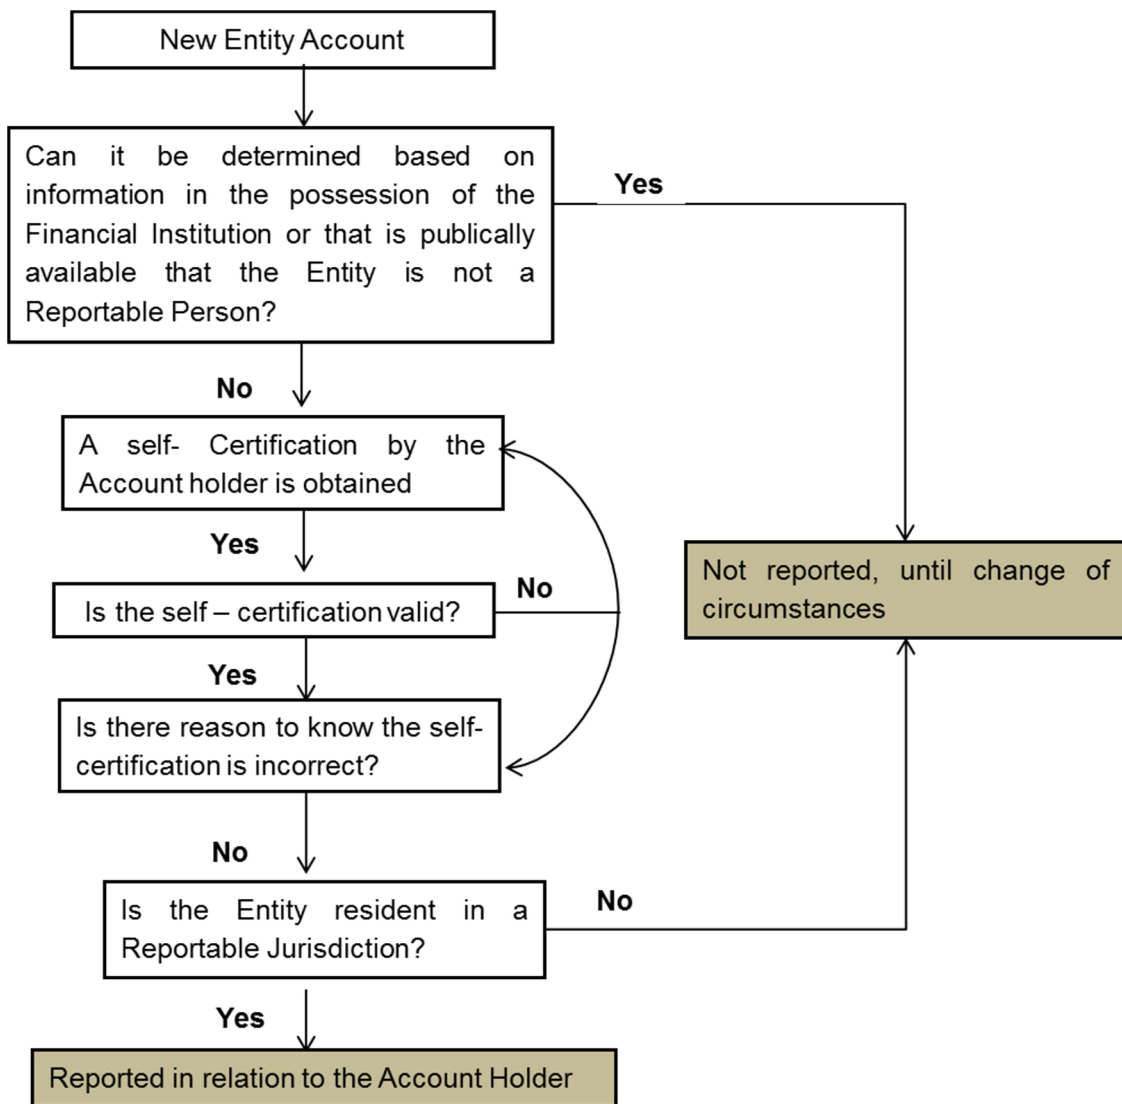 New Entity Account
Can it be determined based on
information in the possession of the
Financial Institution or that is publically
available that the Entity is not a
Reportable Person?
Yes
No
A self- Certification by the
Account holder is obtained
Yes
Not reported, until change of
circumstances
Is the self – certification valid?
No
Yes
Is there reason to know the self-
certification is incorrect?
No
Is the Entity resident in a
Reportable Jurisdiction?
No
Yes
Reported in relation to the Account Holder